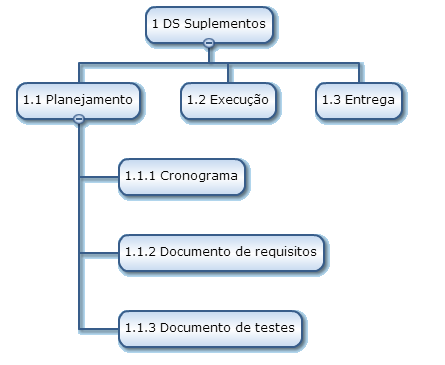 1 DS Suplementos
1.1 Planejamento
1.2 Execução
1.3 Entrega
1.1.1 Cronograma
1.1.2 Documento de requisitos
1.1.3 Documento de testes